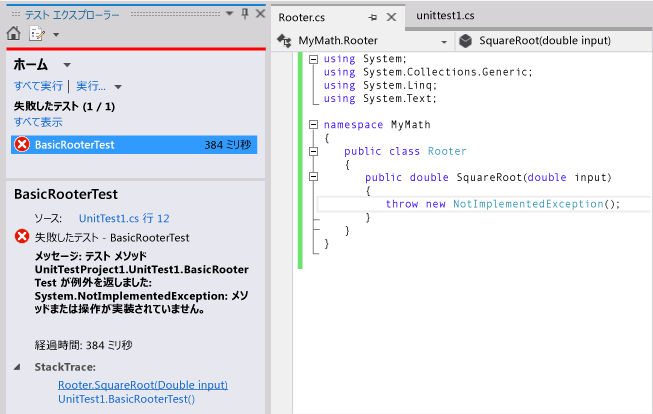 テスト エクスプローラー
ホーム
すべて実行 | 実行...
失敗したテスト (1 / 1)
すべて表示
BasicRooterTest 384 ミリ秒
BasicRooterTest
ソース: UnitTest1.cs 行 12
失敗したテスト - BasicRooterTest
メッセージ: テスト メソッド
UnitTestProject1.UnitTest1.BasicRooter
Test が例外を返しました:
System.NotImplementedException: メソ
ッドまたは操作が実装されていません。
経過時間: 384 ミリ秒
StackTrace:
Rooter.SquareRoot(Double input)
UnitTest1.BasicRooterTest()
Rooter.cs unittest1.cs
MyMath.Rooter SquareRoot(double input)
using System;
using System.Collections.Generic;
using System.Linq;
using System.Text;
namespace MyMath
{
public class Rooter
{
public double SquareRoot(double input)
{
throw new NotImplementedException();
}
}
}